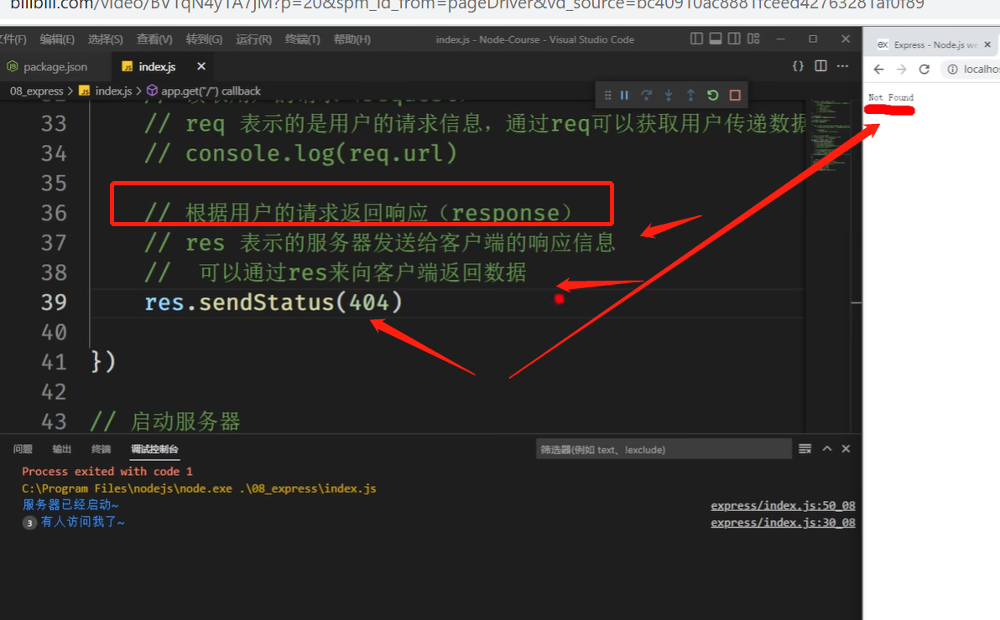 bilibili.com/video/BV1qN4y1A7jM?p=20&spm_id_from=pageDriver&vd_source=bc40910ac8881fceed42763281af0f89
件(F) 编辑(E) 选择(S) 查看(V) 转到(G) 运行(R) 终端(T) 帮助(H) index.js - Node-Course - Visual Studio Code
ex Express - Node.js we
package.json JS index.js
localhos
08_express > JS index.js > app.get("/") callback
Not Found
33 // req 表示的是用户的请求信息，通过req可以获取用户传递数据
34 // console.log(req.url)
35
36 // 根据用户的请求返回响应（response）
37 // res 表示的服务器发送给客户端的响应信息
38 // 可以通过res来向客户端返回数据
39 res.sendStatus(404)
40
41 })
42
43 // 启动服务器
问题 输出 终端 调试控制台 筛选器(例如 text、!exclude)
Process exited with code 1
C:\Program Files\nodejs\node.exe .\08_express\index.js
服务器已经启动~ express/index.js:50_08
3 有人访问我了~ express/index.js:30_08